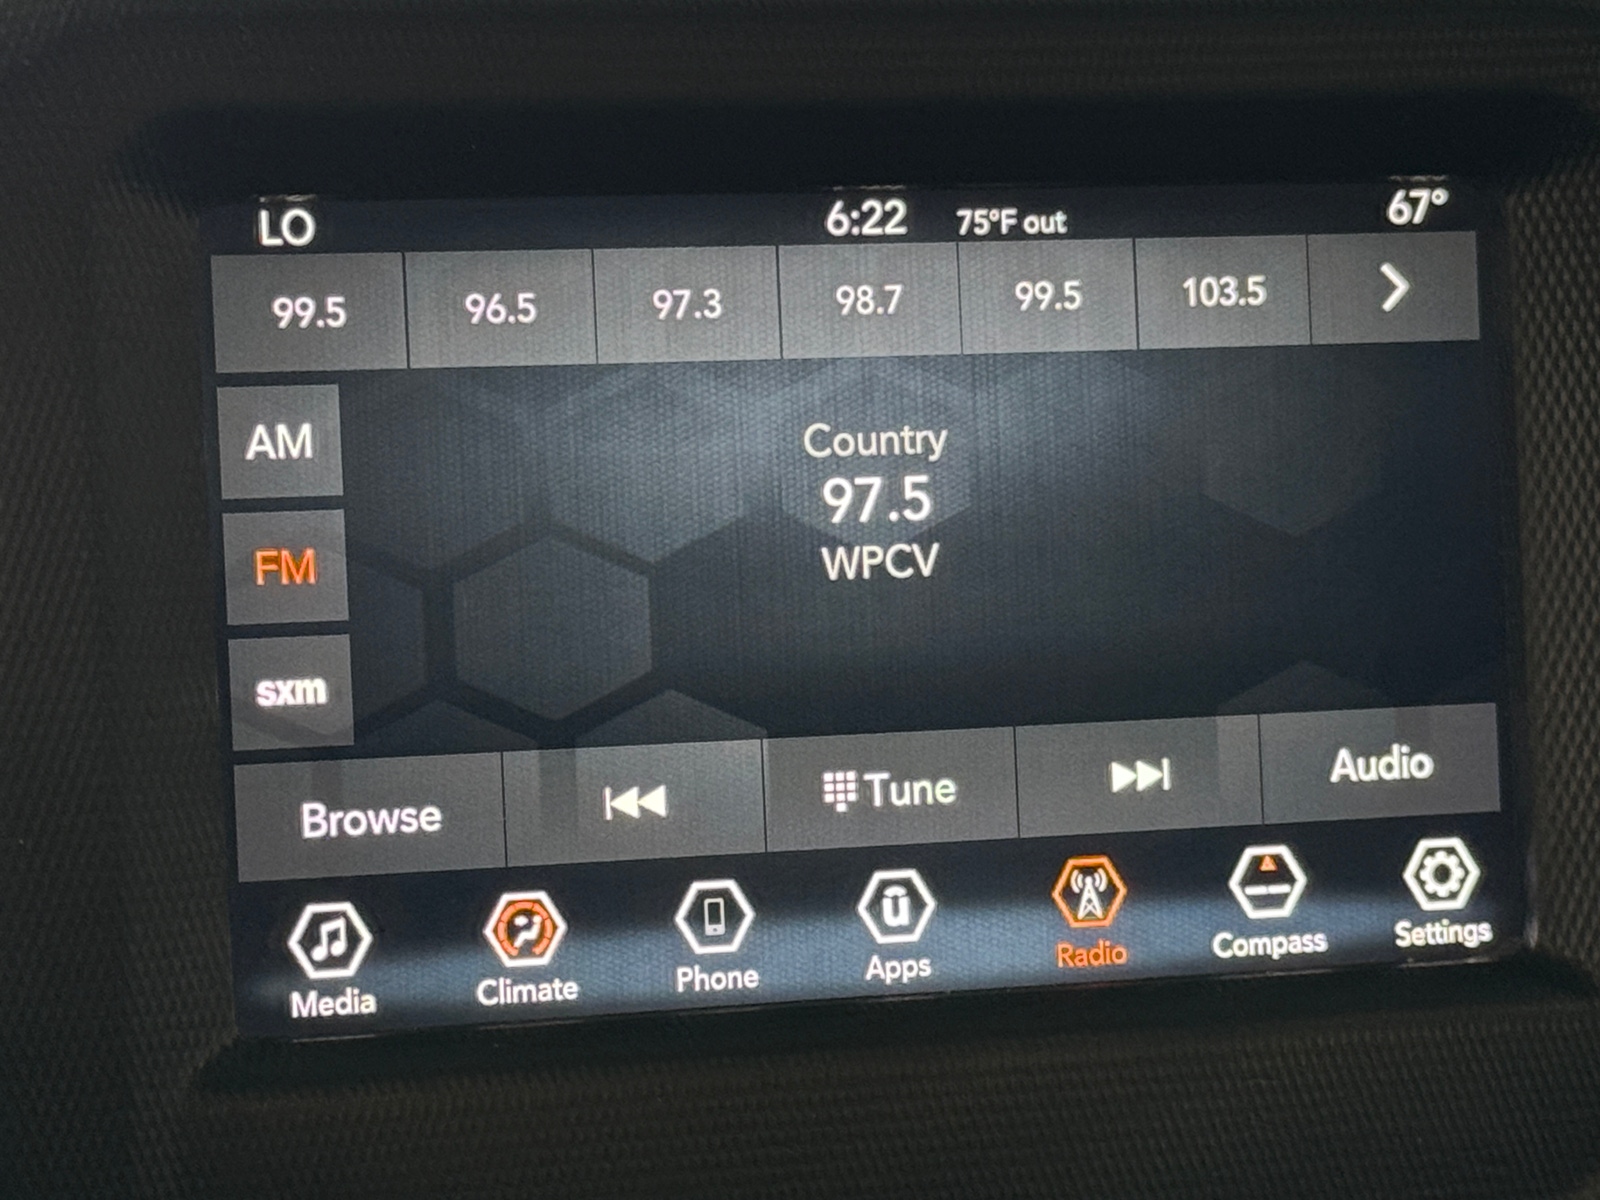 LO 6:22 75°F out 67°
99.5 96.5 97.3 98.7 99.5 103.5
AM
Country
97.5
FM
WPCV
sxm
Browse Tune Audio
Media Climate Phone Apps Radio Compass Settings